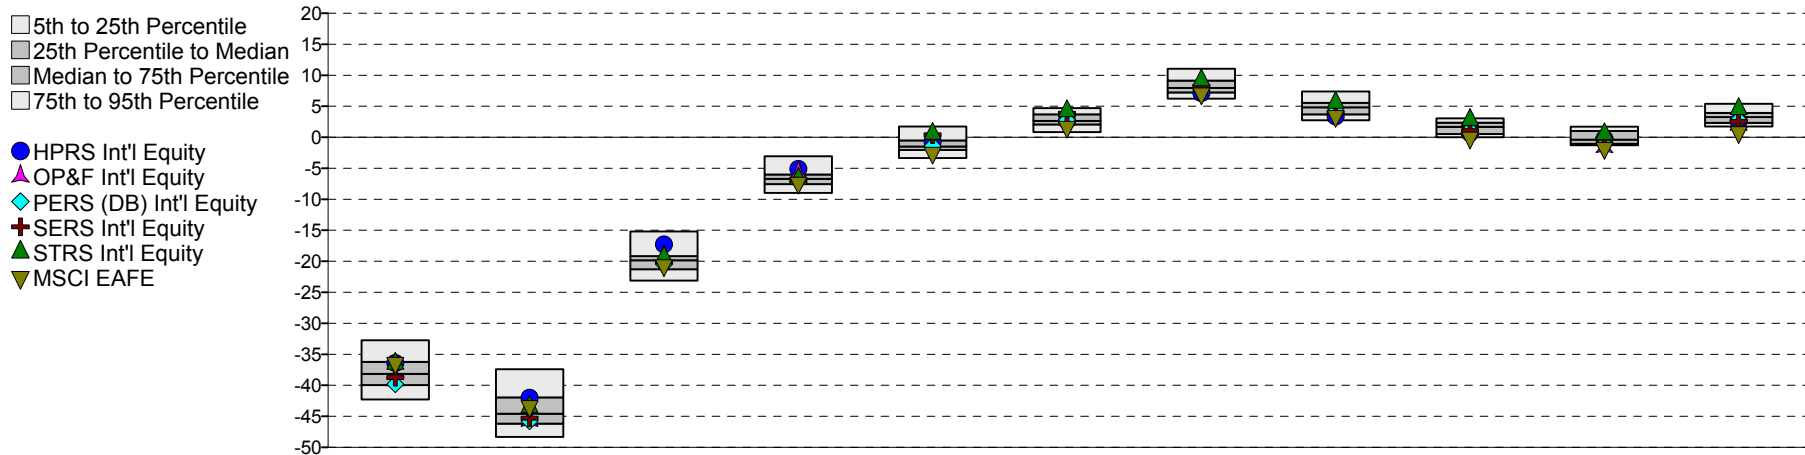 5th to 25th Percentile
25th Percentile to Median
Median to 75th Percentile
75th to 95th Percentile
HPRS Int'l Equity
OP&F Int'l Equity
PERS (DB) Int'l Equity
SERS Int'l Equity
STRS Int'l Equity
MSCI EAFE
20
15
10
5
0
-5
-10
-15
-20
-25
-30
-35
-40
-45
-50